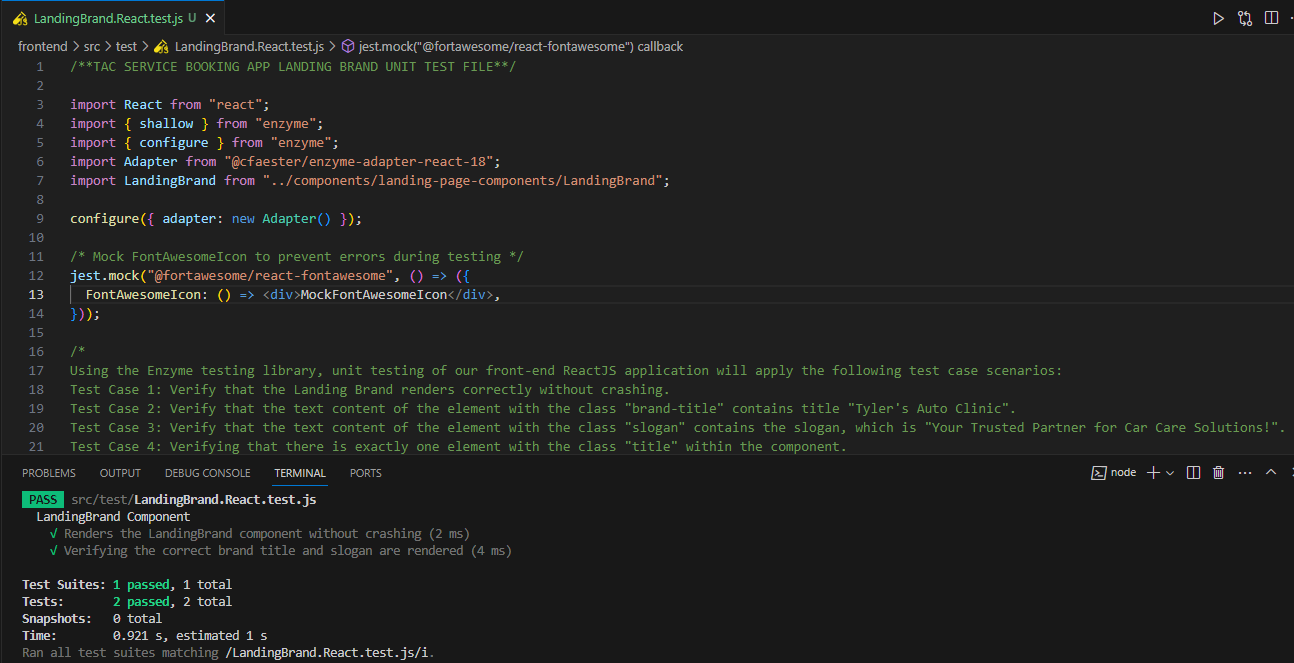 LandingBrand.React.test.js U ×
frontend > src > test > LandingBrand.React.test.js > jest.mock("@fortawesome/react-fontawesome") callback
1 /**TAC SERVICE BOOKING APP LANDING BRAND UNIT TEST FILE**/
2
3 import React from "react";
4 import { shallow } from "enzyme";
5 import { configure } from "enzyme";
6 import Adapter from "@cfaester/enzyme-adapter-react-18";
7 import LandingBrand from "../components/landing-page-components/LandingBrand";
8
9 configure({ adapter: new Adapter() });
10
11 /* Mock FontAwesomeIcon to prevent errors during testing */
12 jest.mock("@fortawesome/react-fontawesome", () => ({
13   FontAwesomeIcon: () => <div>MockFontAwesomeIcon</div>,
14 }));
15
16 /*
17 Using the Enzyme testing library, unit testing of our front-end ReactJS application will apply the following test case scenarios:
18 Test Case 1: Verify that the Landing Brand renders correctly without crashing.
19 Test Case 2: Verify that the text content of the element with the class "brand-title" contains title "Tyler's Auto Clinic".
20 Test Case 3: Verify that the text content of the element with the class "slogan" contains the slogan, which is "Your Trusted Partner for Car Care Solutions!".
21 Test Case 4: Verifying that there is exactly one element with the class "title" within the component.
PROBLEMS OUTPUT DEBUG CONSOLE TERMINAL PORTS node
PASS src/test/LandingBrand.React.test.js
LandingBrand Component
√ Renders the LandingBrand component without crashing (2 ms)
√ Verifying the correct brand title and slogan are rendered (4 ms)
Test Suites: 1 passed, 1 total
Tests: 2 passed, 2 total
Snapshots: 0 total
Time: 0.921 s, estimated 1 s
Ran all test suites matching /LandingBrand.React.test.js/i.